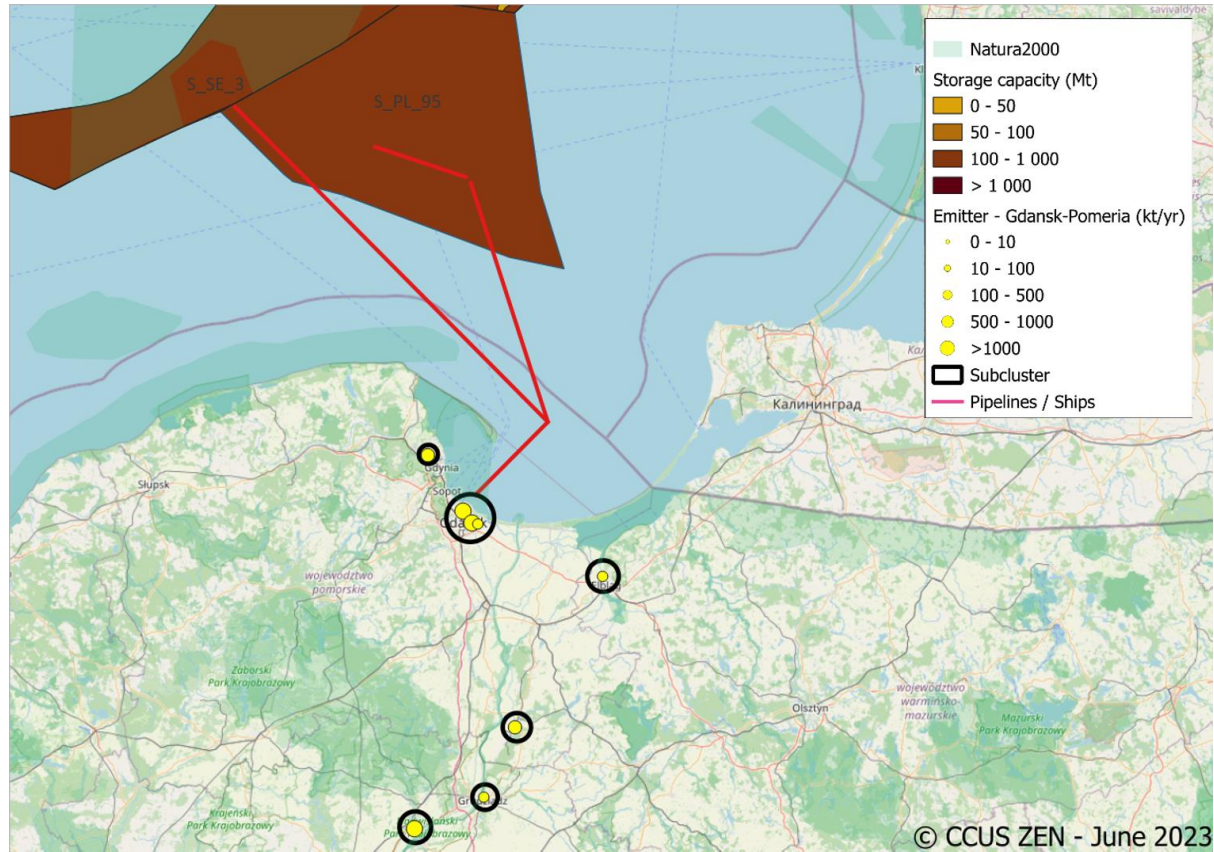 savivaldybė
S_SE_3
S_PL_95
Natura2000
Storage capacity (Mt)
0 - 50
50 - 100
100 - 1 000
> 1 000
Emitter - Gdansk-Pomeria (kt/yr)
0 - 10
10 - 100
100 - 500
500 - 1000
>1000
Subcluster
Pipelines / Ships
Калининград
Gdynia
Słupsk
Sopot
województwo
pomorskie
Zaborski
Park Krajobrazowy
Olsztyn
województwo
warmińsko-
mazurskie
Mazurski
Park Krajobrazowy
Krajeński
Park Krajobrazowy
© CCUS ZEN - June 2023